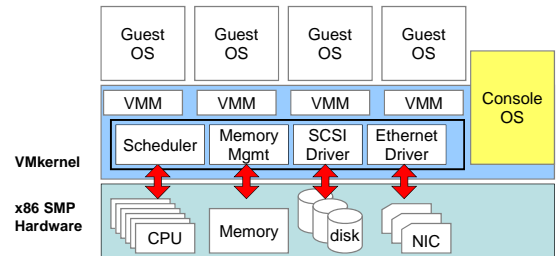 Guest
OS
Guest
OS
Guest
OS
Guest
OS
VMM
VMM
VMM
VMM
Console
OS
Scheduler
Memory
Mgmt
SCSI
Driver
Ethernet
Driver
VMkernel
x86 SMP
Hardware
CPU
Memory
disk
NIC